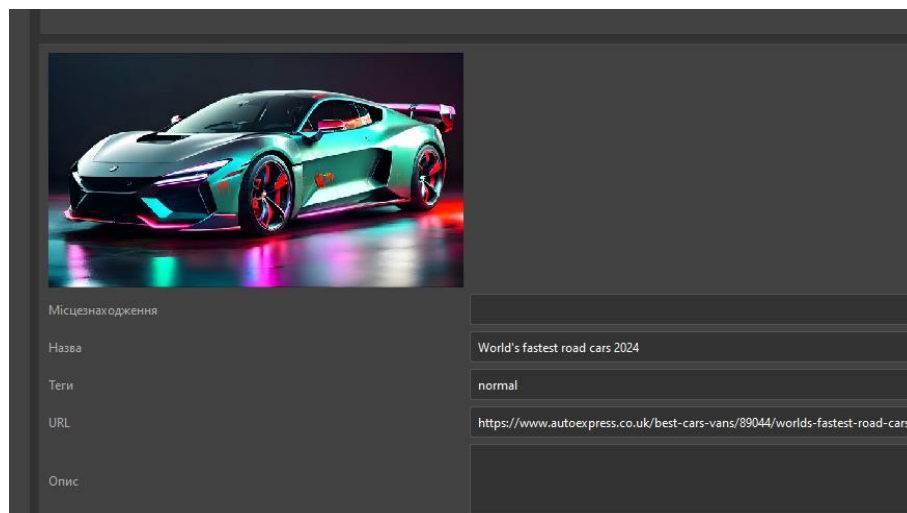 Місцезнаходження
Назва
World's fastest road cars 2024
Теги
normal
URL
https://www.autoexpress.co.uk/best-cars-vans/89044/worlds-fastest-road-cars
Опис